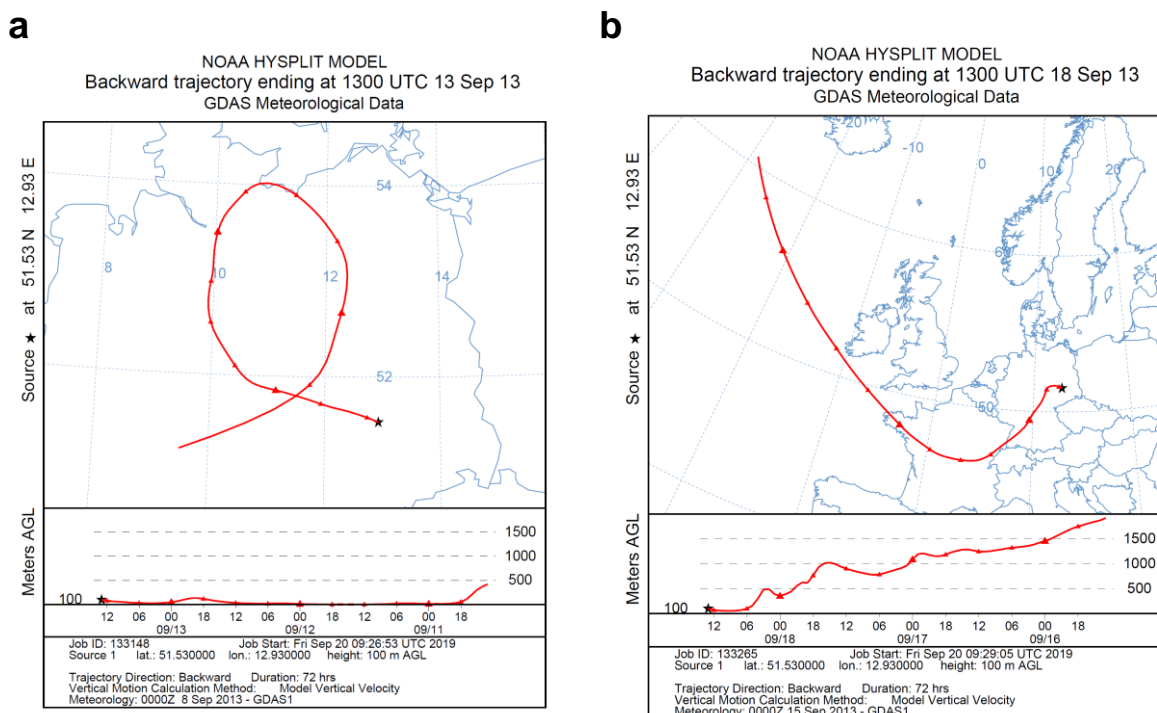 a
NOAA HYSPLIT MODEL
Backward trajectory ending at 1300 UTC 13 Sep 13
GDAS Meteorological Data
Source ★ at 51.53 N 12.93 E
54
8
10
12
14
52
Meters AGL
1500
1000
500
100
12 06 00 18 12 06 00 18 12 06 00 18
09/13 09/12 09/11
Job ID: 133148 Job Start: Fri Sep 20 09:26:53 UTC 2019
Source 1 lat.: 51.530000 lon.: 12.930000 height: 100 m AGL
Trajectory Direction: Backward Duration: 72 hrs
Vertical Motion Calculation Method: Model Vertical Velocity
Meteorology: 0000Z 8 Sep 2013 - GDAS1
b
NOAA HYSPLIT MODEL
Backward trajectory ending at 1300 UTC 18 Sep 13
GDAS Meteorological Data
Source ★ at 51.53 N 12.93 E
-20
-10
0
10
20
60
50
Meters AGL
1500
1000
500
100
12 06 00 18 12 06 00 18 12 06 00 18
09/18 09/17 09/16
Job ID: 133265 Job Start: Fri Sep 20 09:29:05 UTC 2019
Source 1 lat.: 51.530000 lon.: 12.930000 height: 100 m AGL
Trajectory Direction: Backward Duration: 72 hrs
Vertical Motion Calculation Method: Model Vertical Velocity
Meteorology: 0000Z 15 Sep 2013 - GDAS1